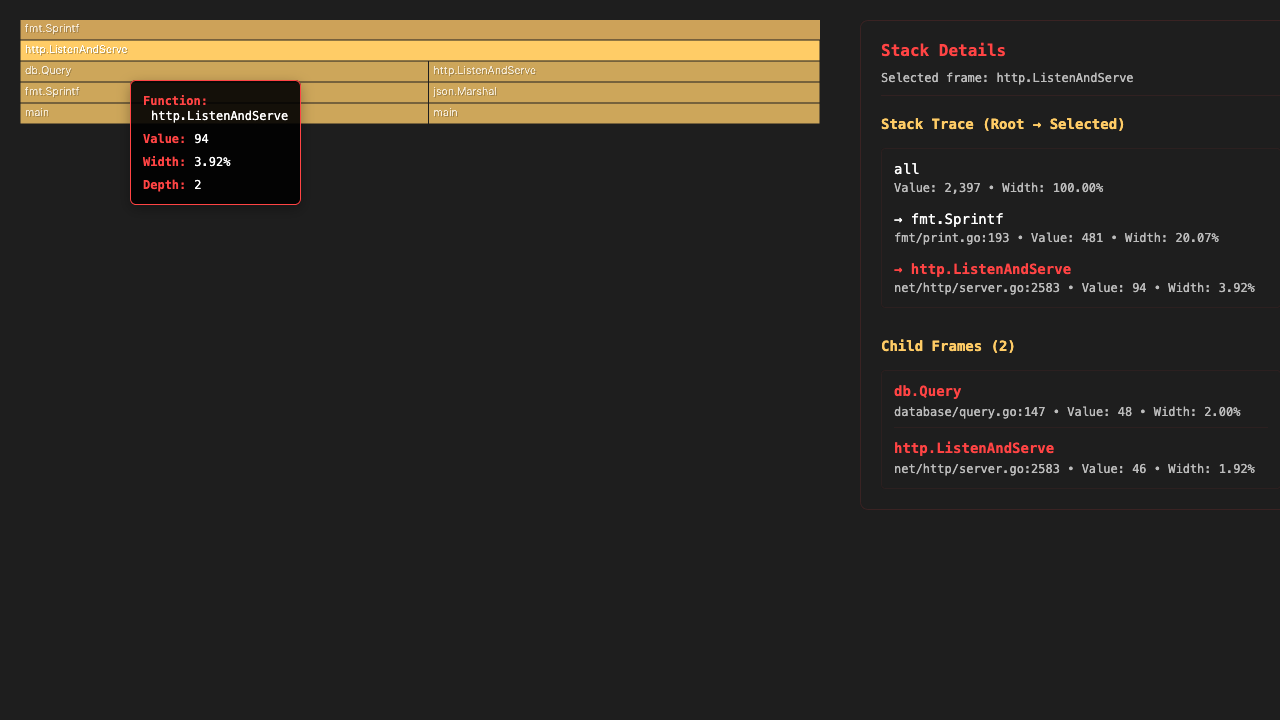 fmt.Sprintf
http.ListenAndServe
db.Query
http.ListenAndServe
fmt.Sprintf
json.Marshal
main
main
Function:
http.ListenAndServe
Value: 94
Width: 3.92%
Depth: 2
Stack Details
Selected frame: http.ListenAndServe
Stack Trace (Root → Selected)
all
Value: 2,397 • Width: 100.00%
→ fmt.Sprintf
fmt/print.go:193 • Value: 481 • Width: 20.07%
→ http.ListenAndServe
net/http/server.go:2583 • Value: 94 • Width: 3.92%
Child Frames (2)
db.Query
database/query.go:147 • Value: 48 • Width: 2.00%
http.ListenAndServe
net/http/server.go:2583 • Value: 46 • Width: 1.92%